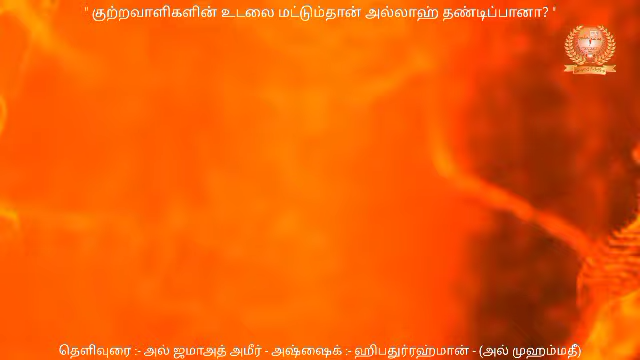 " குற்றவாளிகளின் உடலை மட்டும்தான் அல்லாஹ் தண்டிப்பானா? "
தெளிவுரை :- அல் ஜமாஅத் அமீர் - அஷ்ஷைக் :- ஹிபதுர்ரஹ்மான் - (அல் முஹம்மதீ)